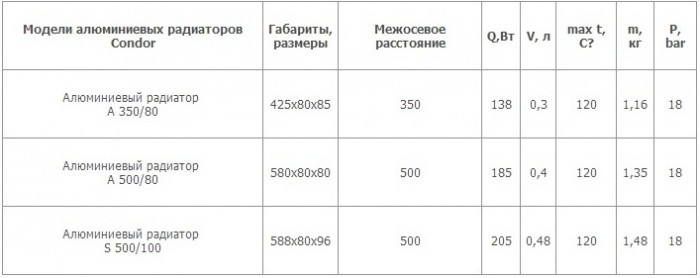 Модели алюминиевых радиаторов Condor
Габариты, размеры
Межосевое расстояние
Q,Вт
V, л
max t, C?
m, кг
P, bar
Алюминиевый радиатор A 350/80
425x80x85
350
138
0,3
120
1,16
18
Алюминиевый радиатор A 500/80
580x80x80
500
185
0,4
120
1,35
18
Алюминиевый радиатор S 500/100
588x80x96
500
205
0,48
120
1,48
18